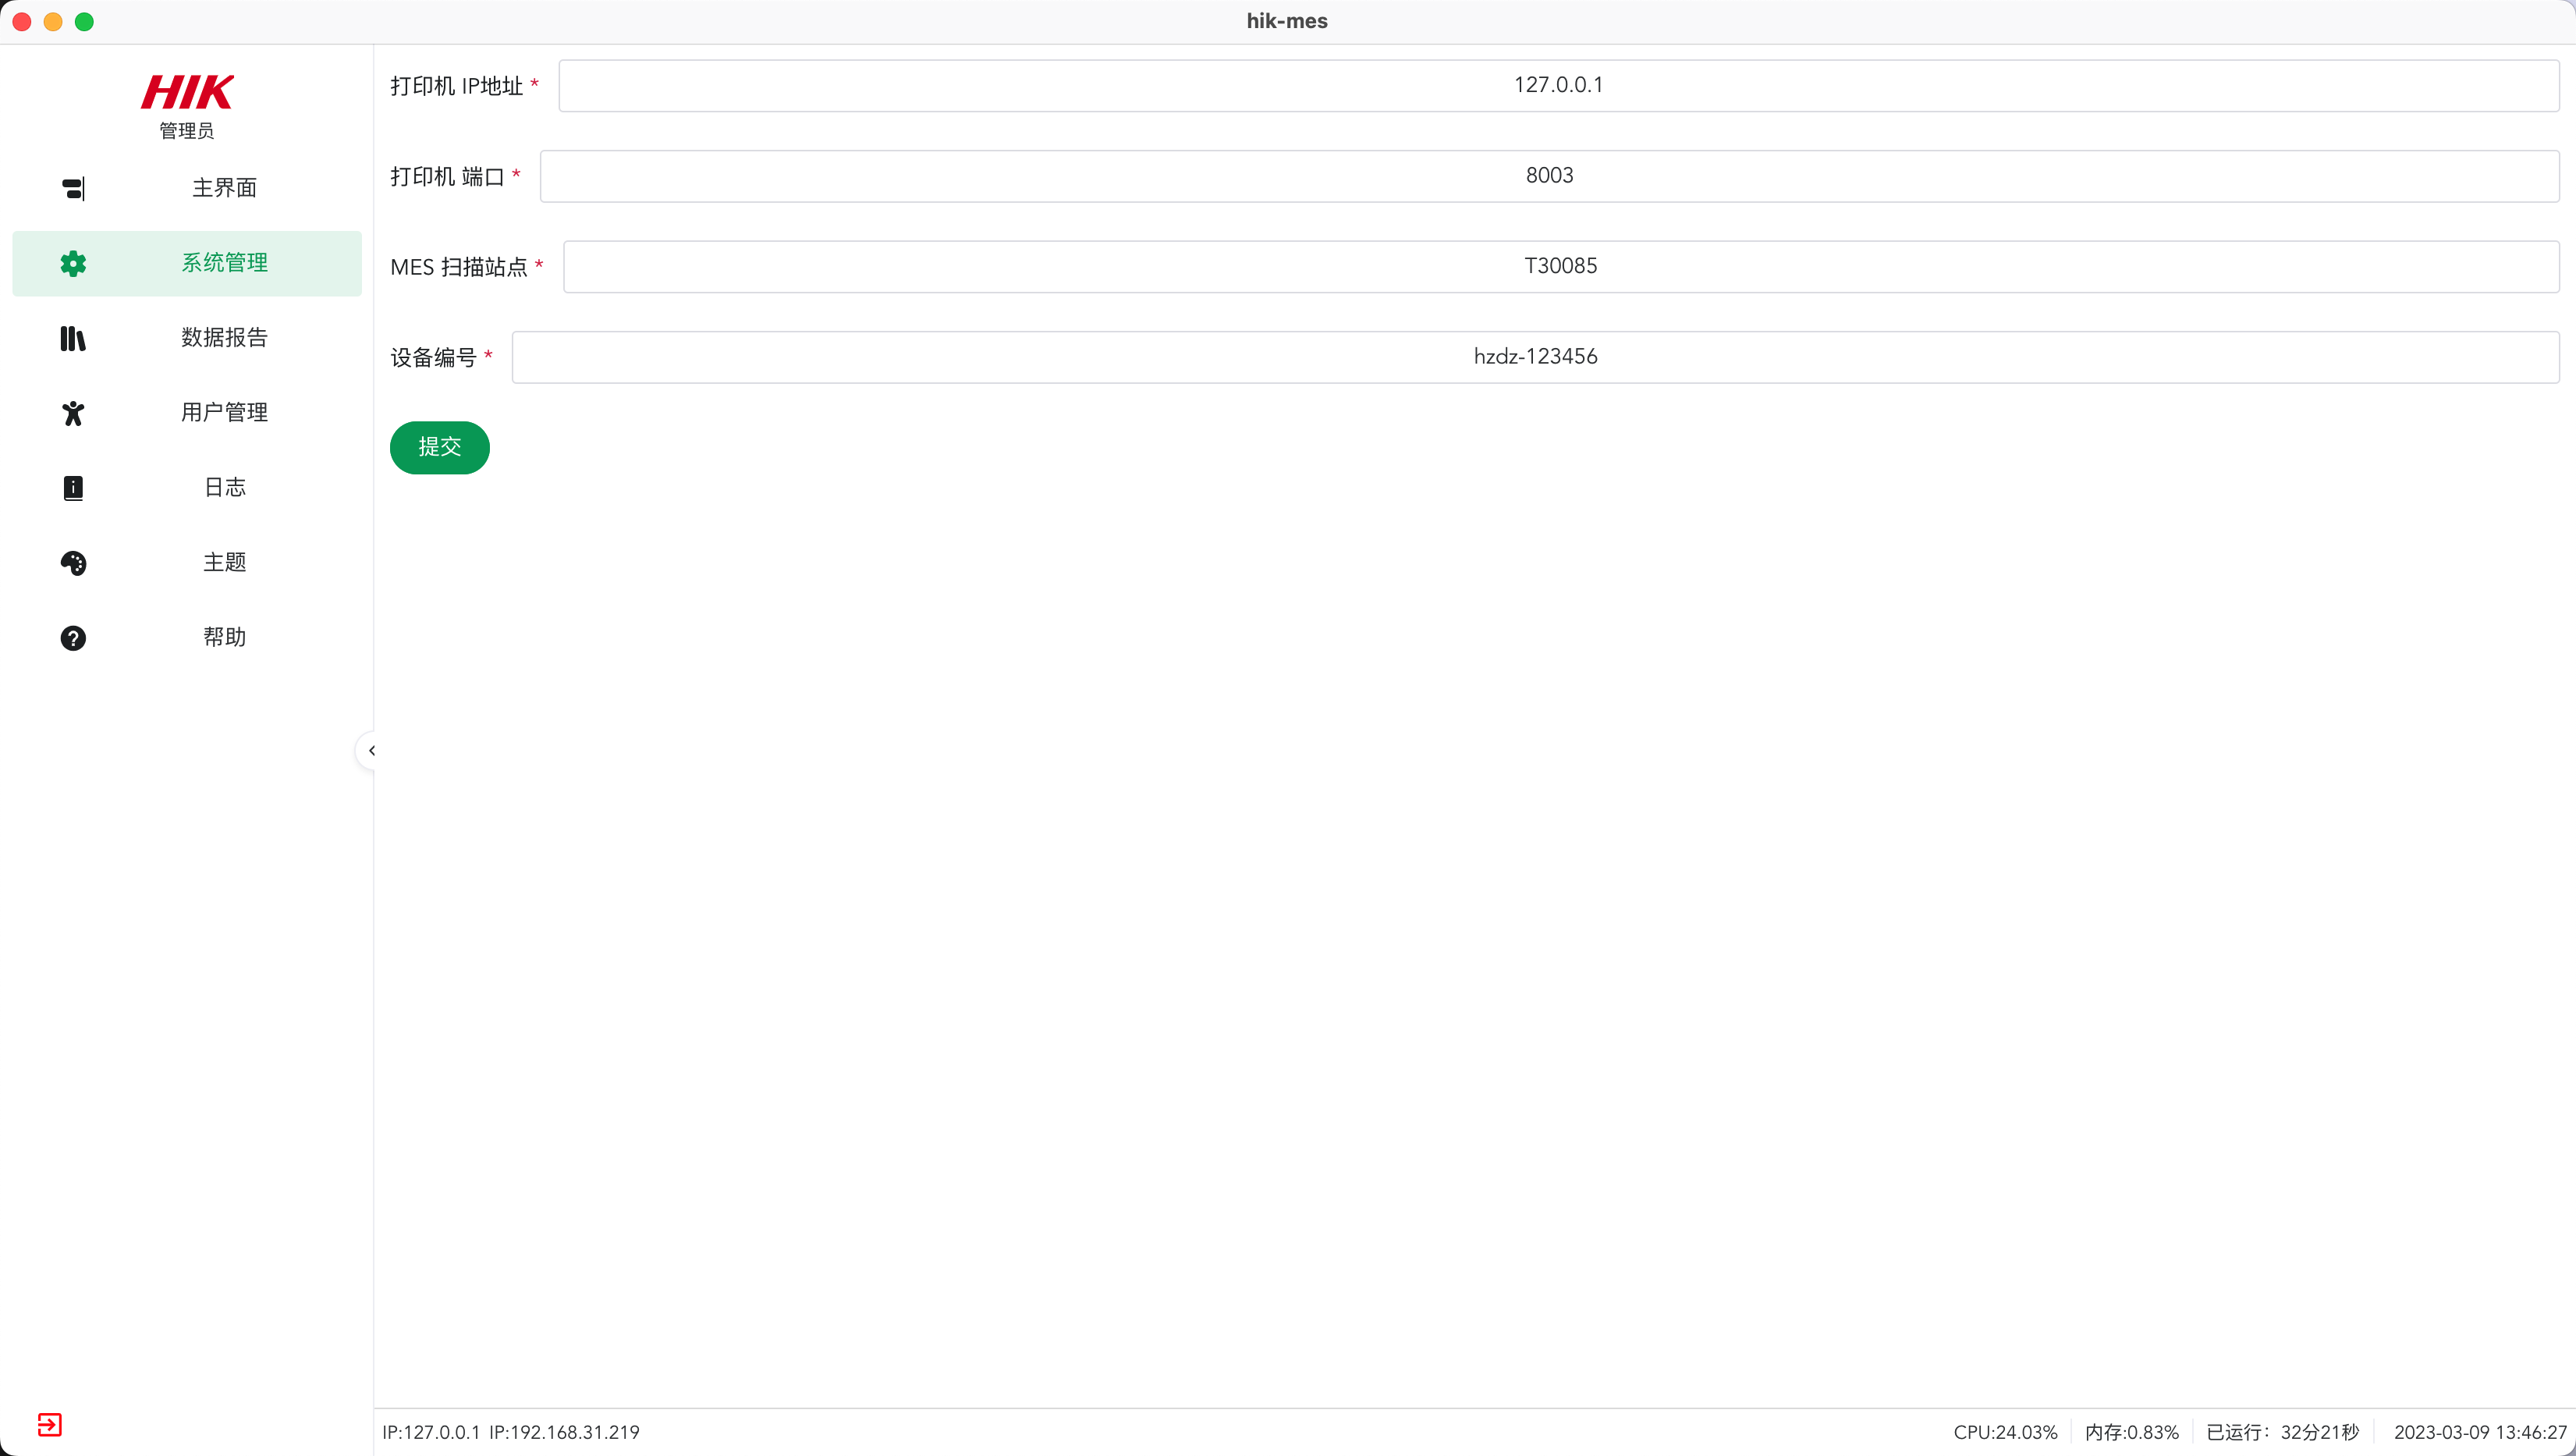 hik-mes
HIK
管理员
主界面
系统管理
数据报告
用户管理
日志
主题
帮助
打印机 IP地址 *
127.0.0.1
打印机 端口 *
8003
MES 扫描站点 *
T30085
设备编号 *
hzdz-123456
提交
IP:127.0.0.1 IP:192.168.31.219
CPU:24.03% 内存:0.83% 已运行：32分21秒 2023-03-09 13:46:27